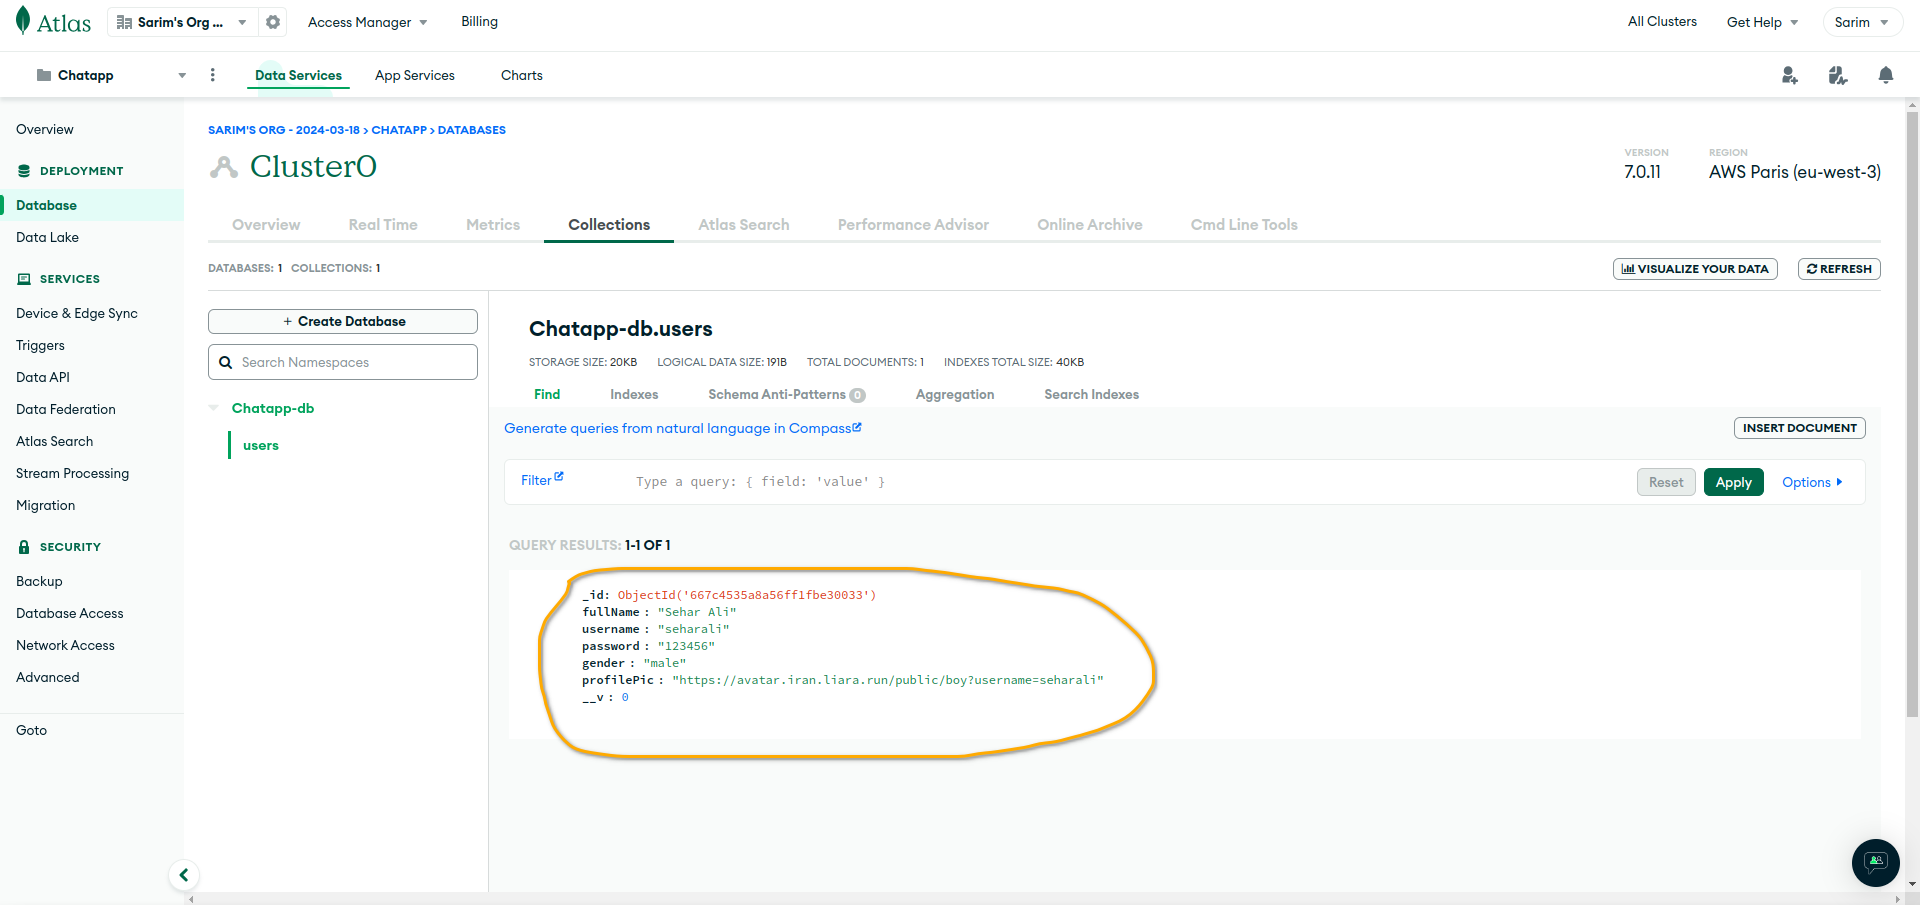 Atlas
Sarim's Org ...
Access Manager
Billing
All Clusters
Get Help
Sarim
Chatapp
Data Services
App Services
Charts
Overview
DEPLOYMENT
Database
Data Lake
SERVICES
Device & Edge Sync
Triggers
Data API
Data Federation
Atlas Search
Stream Processing
Migration
SECURITY
Backup
Database Access
Network Access
Advanced
Goto
SARIM'S ORG - 2024-03-18 > CHATAPP > DATABASES
Cluster0
VERSION
7.0.11
REGION
AWS Paris (eu-west-3)
Overview
Real Time
Metrics
Collections
Atlas Search
Performance Advisor
Online Archive
Cmd Line Tools
DATABASES: 1 COLLECTIONS: 1
VISUALIZE YOUR DATA
REFRESH
+ Create Database
Search Namespaces
Chatapp-db
users
Chatapp-db.users
STORAGE SIZE: 20KB LOGICAL DATA SIZE: 191B TOTAL DOCUMENTS: 1 INDEXES TOTAL SIZE: 40KB
Find
Indexes
Schema Anti-Patterns 0
Aggregation
Search Indexes
Generate queries from natural language in Compass
INSERT DOCUMENT
Filter
Type a query: { field: 'value' }
Reset
Apply
Options
QUERY RESULTS: 1-1 OF 1
_id: ObjectId('667c4535a8a56ff1fbe30033')
fullName : "Sehar Ali"
username : "seharali"
password : "123456"
gender : "male"
profilePic : "https://avatar.iran.liara.run/public/boy?username=seharali"
__v : 0